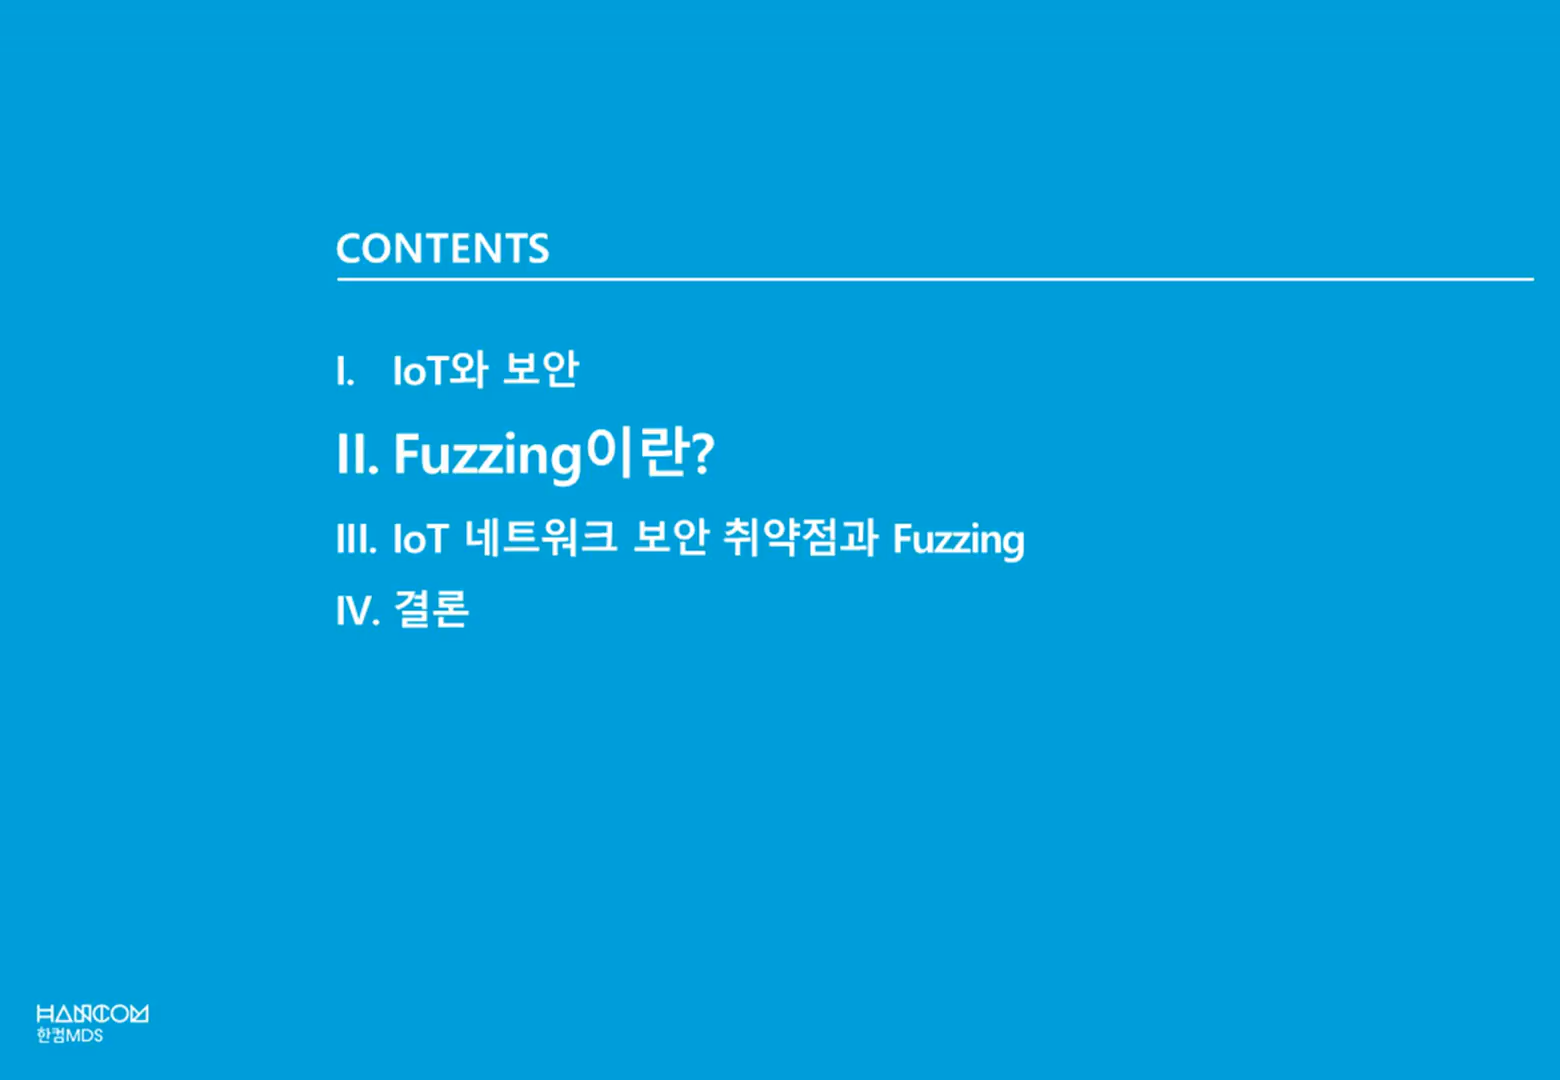 CONTENTS
I. IoT와 보안
II. Fuzzing이란?
III. IoT 네트워크 보안 취약점과 Fuzzing
IV. 결론
HANCOM
한컴MDS